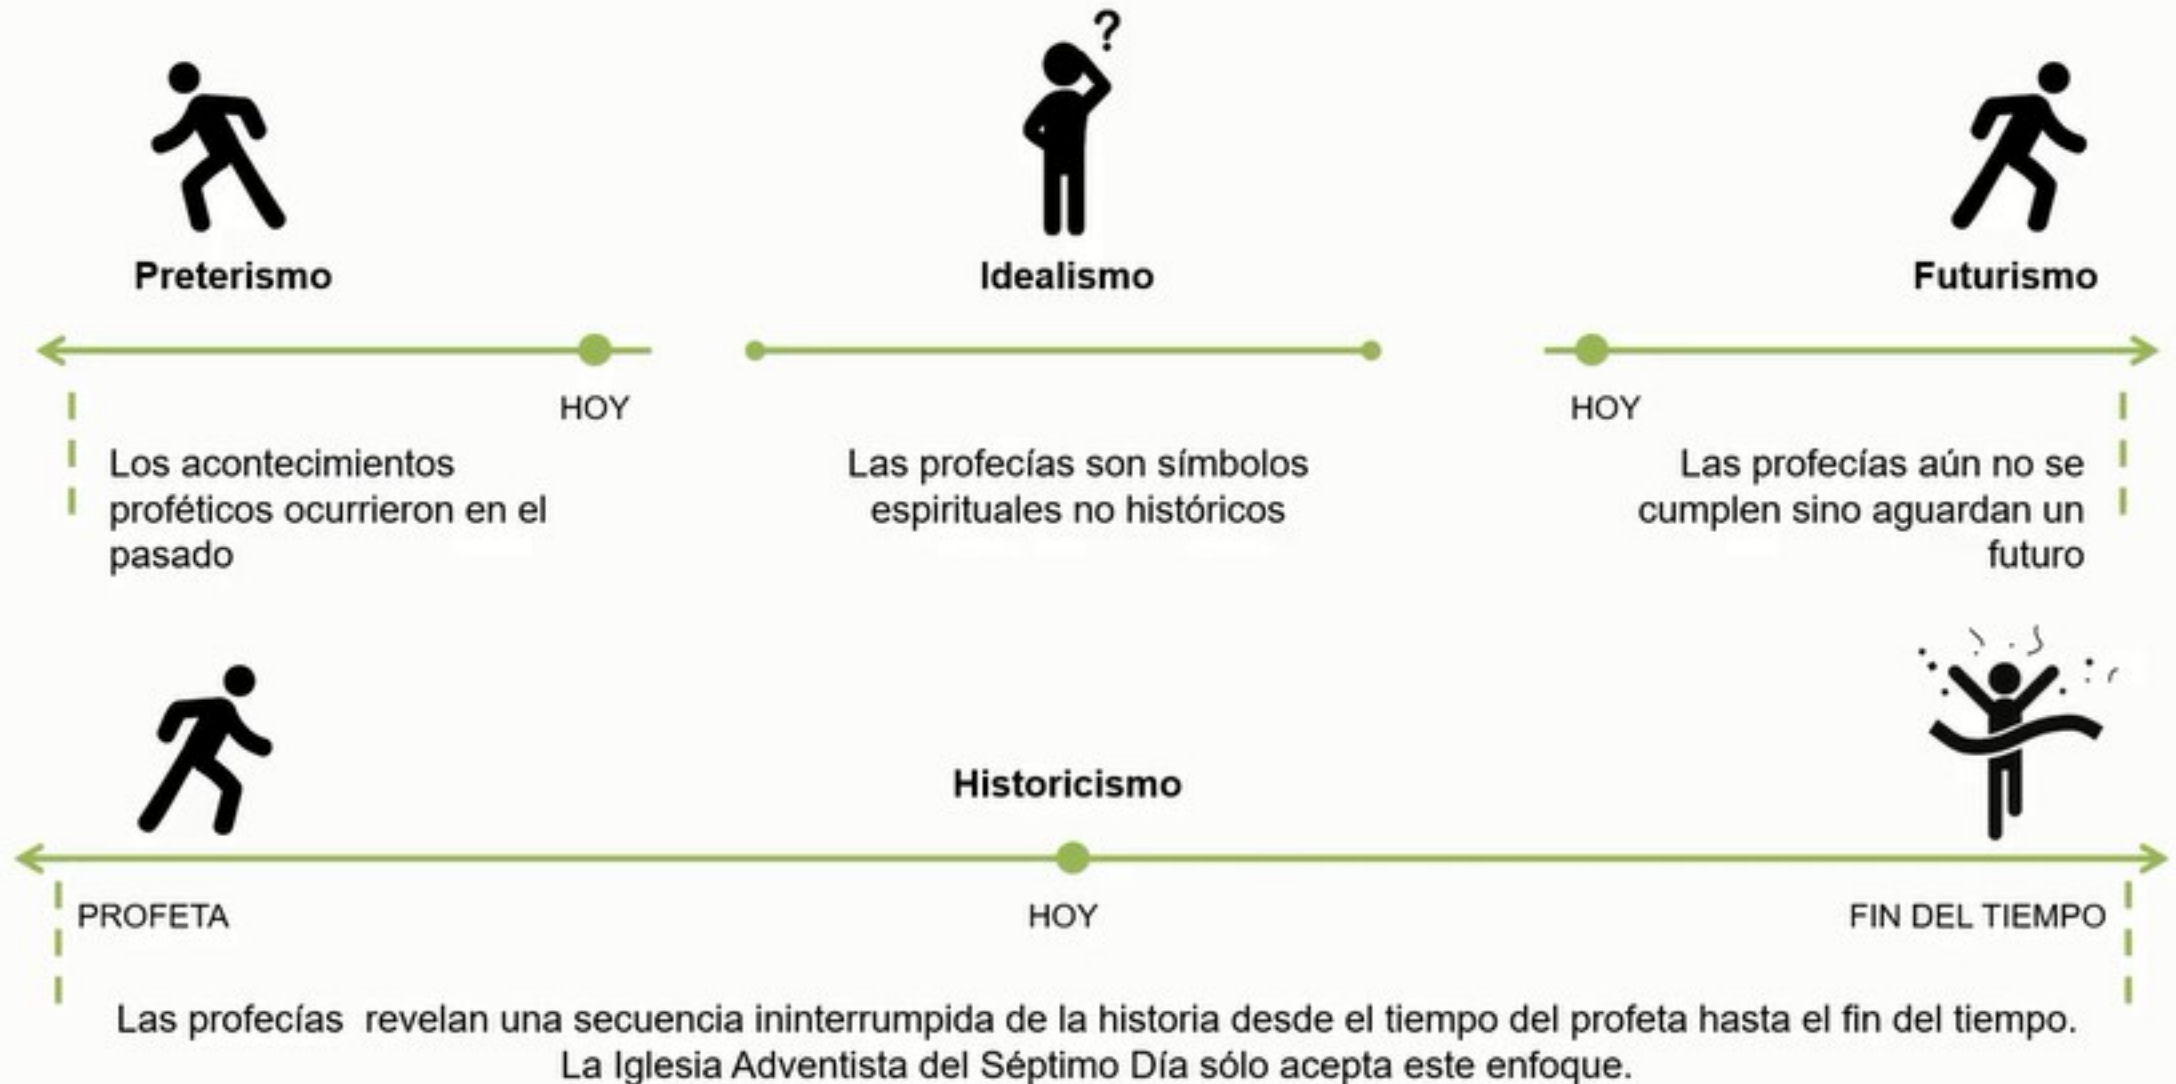 ?
Preterismo
Idealismo
Futurismo
HOY
HOY
Los acontecimientos
proféticos ocurrieron en el
pasado
Las profecías son símbolos
espirituales no históricos
Las profecías aún no se
cumplen sino aguardan un
futuro
Historicismo
PROFETA
HOY
FIN DEL TIEMPO
Las profecías revelan una secuencia ininterrumpida de la historia desde el tiempo del profeta hasta el fin del tiempo.
La Iglesia Adventista del Séptimo Día sólo acepta este enfoque.